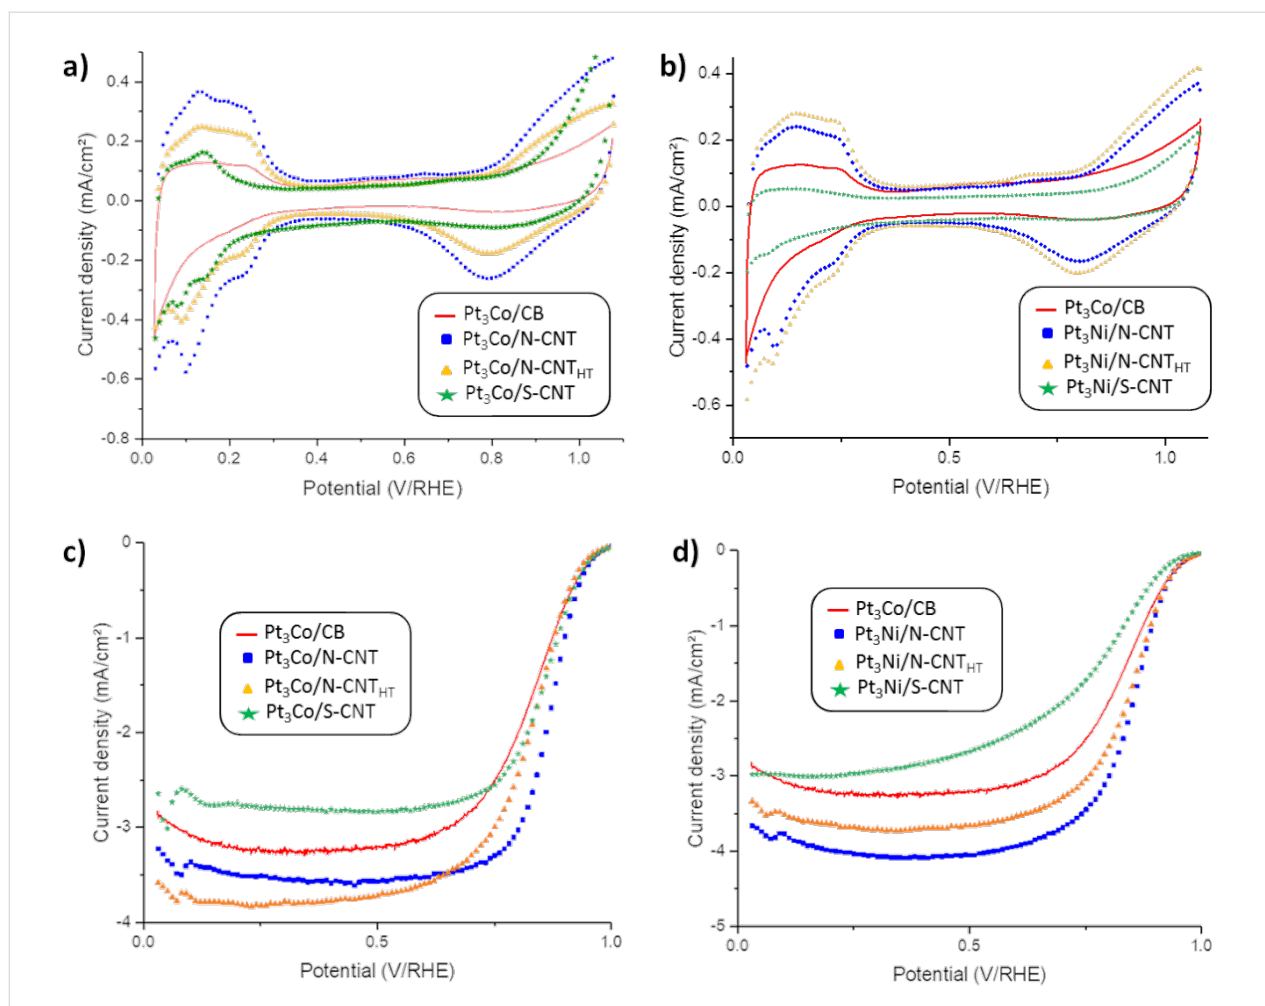 a)
Current density (mA/cm²)
0.4
0.2
0.0
-0.2
-0.4
-0.6
-0.8
0.0
0.2
0.4
0.6
0.8
1.0
Potential (V/RHE)
Pt₃Co/CB
Pt₃Co/N-CNT
Pt₃Co/N-CNT_HT
Pt₃Co/S-CNT
b)
Current density (mA/cm²)
0.4
0.2
0.0
-0.2
-0.4
-0.6
0.0
0.5
1.0
Potential (V/RHE)
Pt₃Co/CB
Pt₃Ni/N-CNT
Pt₃Ni/N-CNT_HT
Pt₃Ni/S-CNT
c)
Current density (mA/cm²)
0
-1
-2
-3
-4
0.0
0.5
1.0
Potential (V/RHE)
Pt₃Co/CB
Pt₃Co/N-CNT
Pt₃Co/N-CNT_HT
Pt₃Co/S-CNT
d)
Current density (mA/cm²)
0
-1
-2
-3
-4
-5
0.0
0.5
1.0
Potential (V/RHE)
Pt₃Co/CB
Pt₃Ni/N-CNT
Pt₃Ni/N-CNT_HT
Pt₃Ni/S-CNT